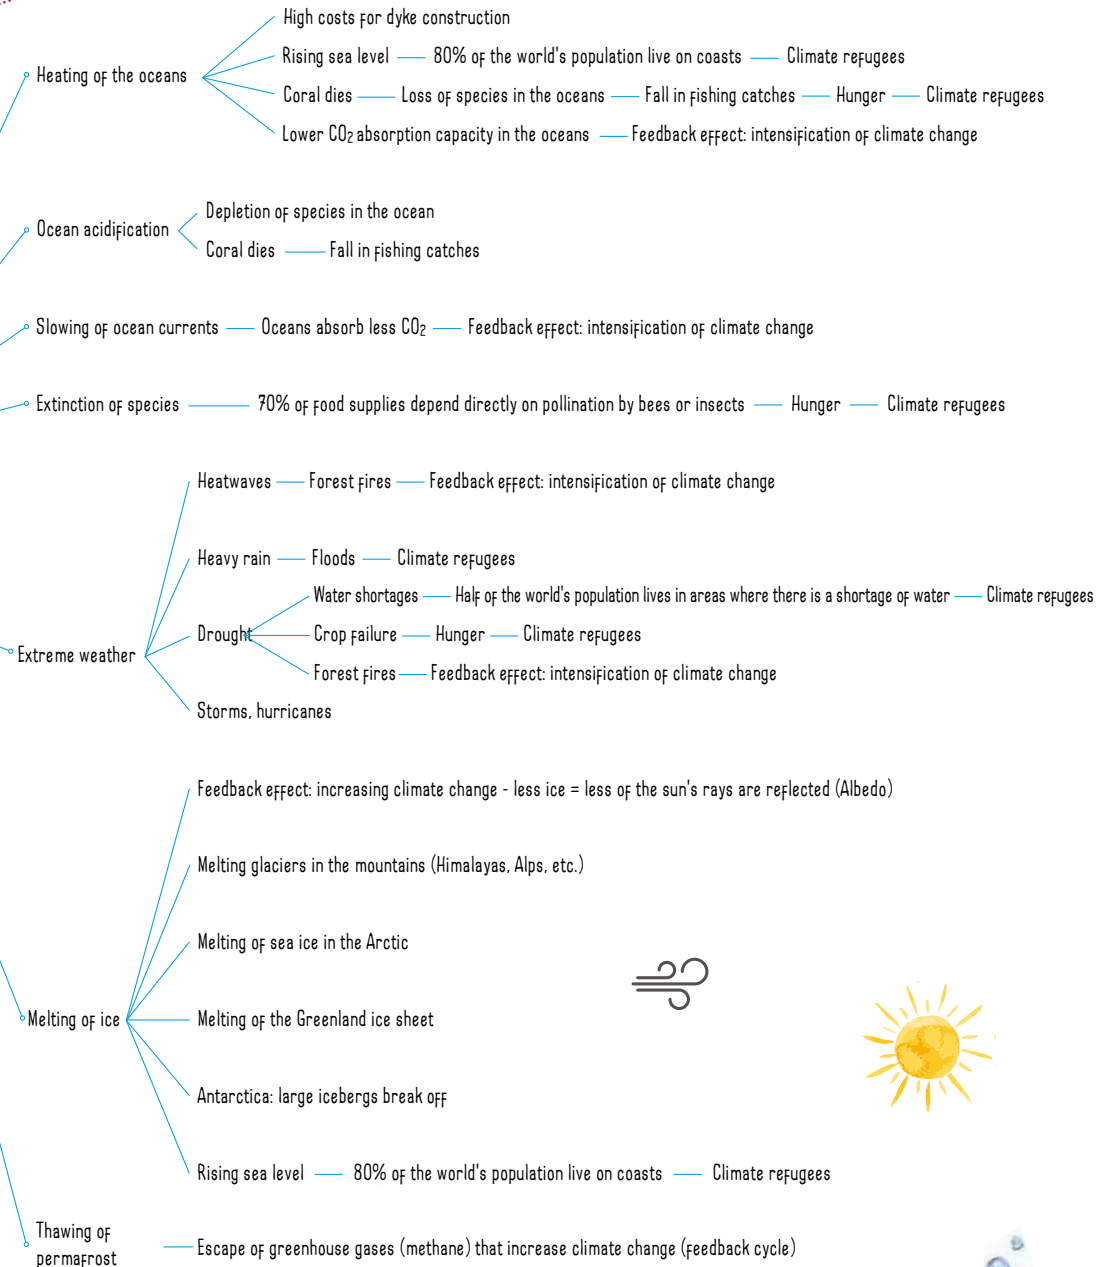 High costs for dyke construction
Heating of the oceans
Rising sea level 80% of the world's population live on coasts Climate refugees
Coral dies Loss of species in the oceans Fall in fishing catches Hunger Climate refugees
Lower CO2 absorption capacity in the oceans Feedback effect: intensification of climate change
Ocean acidification
Depletion of species in the ocean
Coral dies Fall in fishing catches
Slowing of ocean currents Oceans absorb less CO2 Feedback effect: intensification of climate change
Extinction of species 70% of food supplies depend directly on pollination by bees or insects Hunger Climate refugees
Extreme weather
Heatwaves Forest fires Feedback effect: intensification of climate change
Heavy rain Floods Climate refugees
Drought
Water shortages Half of the world's population lives in areas where there is a shortage of water Climate refugees
Crop failure Hunger Climate refugees
Forest fires Feedback effect: intensification of climate change
Storms, hurricanes
Melting of ice
Feedback effect: increasing climate change - less ice = less of the sun's rays are reflected (Albedo)
Melting glaciers in the mountains (Himalayas, Alps, etc.)
Melting of sea ice in the Arctic
Melting of the Greenland ice sheet
Antarctica: large icebergs break off
Rising sea level 80% of the world's population live on coasts Climate refugees
Thawing of
permafrost
Escape of greenhouse gases (methane) that increase climate change (feedback cycle)